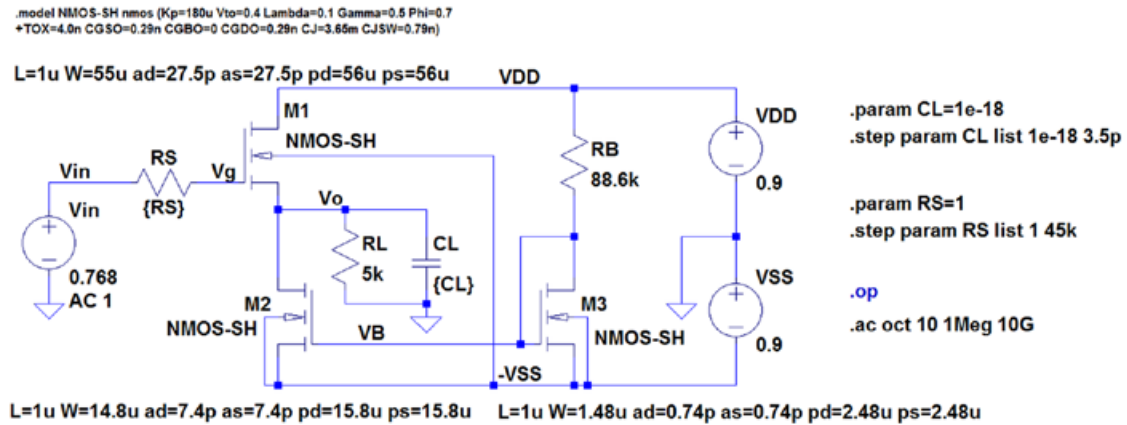 .model NMOS-SH nmos (Kp=180u Vto=0.4 Lambda=0.1 Gamma=0.5 Phi=0.7
+TOX=4.0n CGSO=0.29n CGBO=0 CGDO=0.29n CJ=3.65m CJSW=0.79n)
L=1u W=55u ad=27.5p as=27.5p pd=56u ps=56u
VDD
M1
NMOS-SH
Vin
RS
Vg
{RS}
Vin
0.768
AC 1
Vo
RL
5k
CL
{CL}
RB
88.6k
VDD
0.9
.param CL=1e-18
.step param CL list 1e-18 3.5p
.param RS=1
.step param RS list 1 45k
VSS
0.9
.op
.ac oct 10 1Meg 10G
M2
NMOS-SH
VB
M3
NMOS-SH
-VSS
L=1u W=14.8u ad=7.4p as=7.4p pd=15.8u ps=15.8u
L=1u W=1.48u ad=0.74p as=0.74p pd=2.48u ps=2.48u